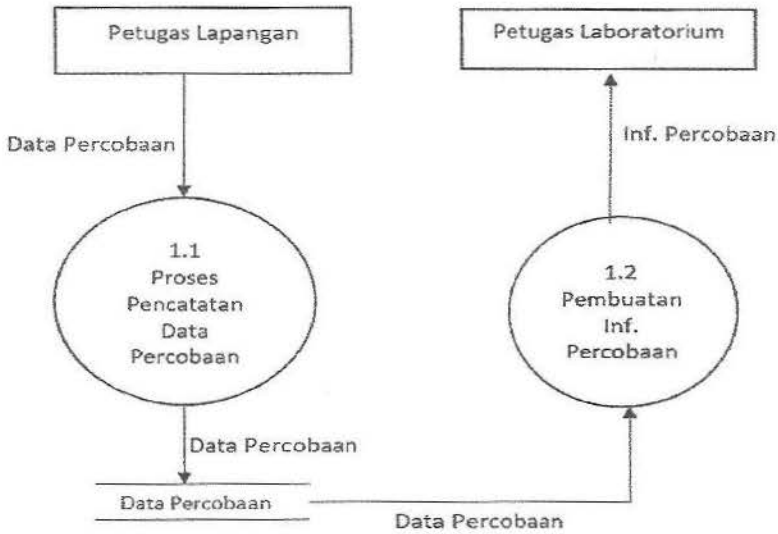 Petugas Lapangan
Petugas Laboratorium
Data Percobaan
Inf. Percobaan
1.1
Proses
Pencatatan
Data
Percobaan
1.2
Pembuatan
Inf.
Percobaan
Data Percobaan
Data Percobaan
Data Percobaan